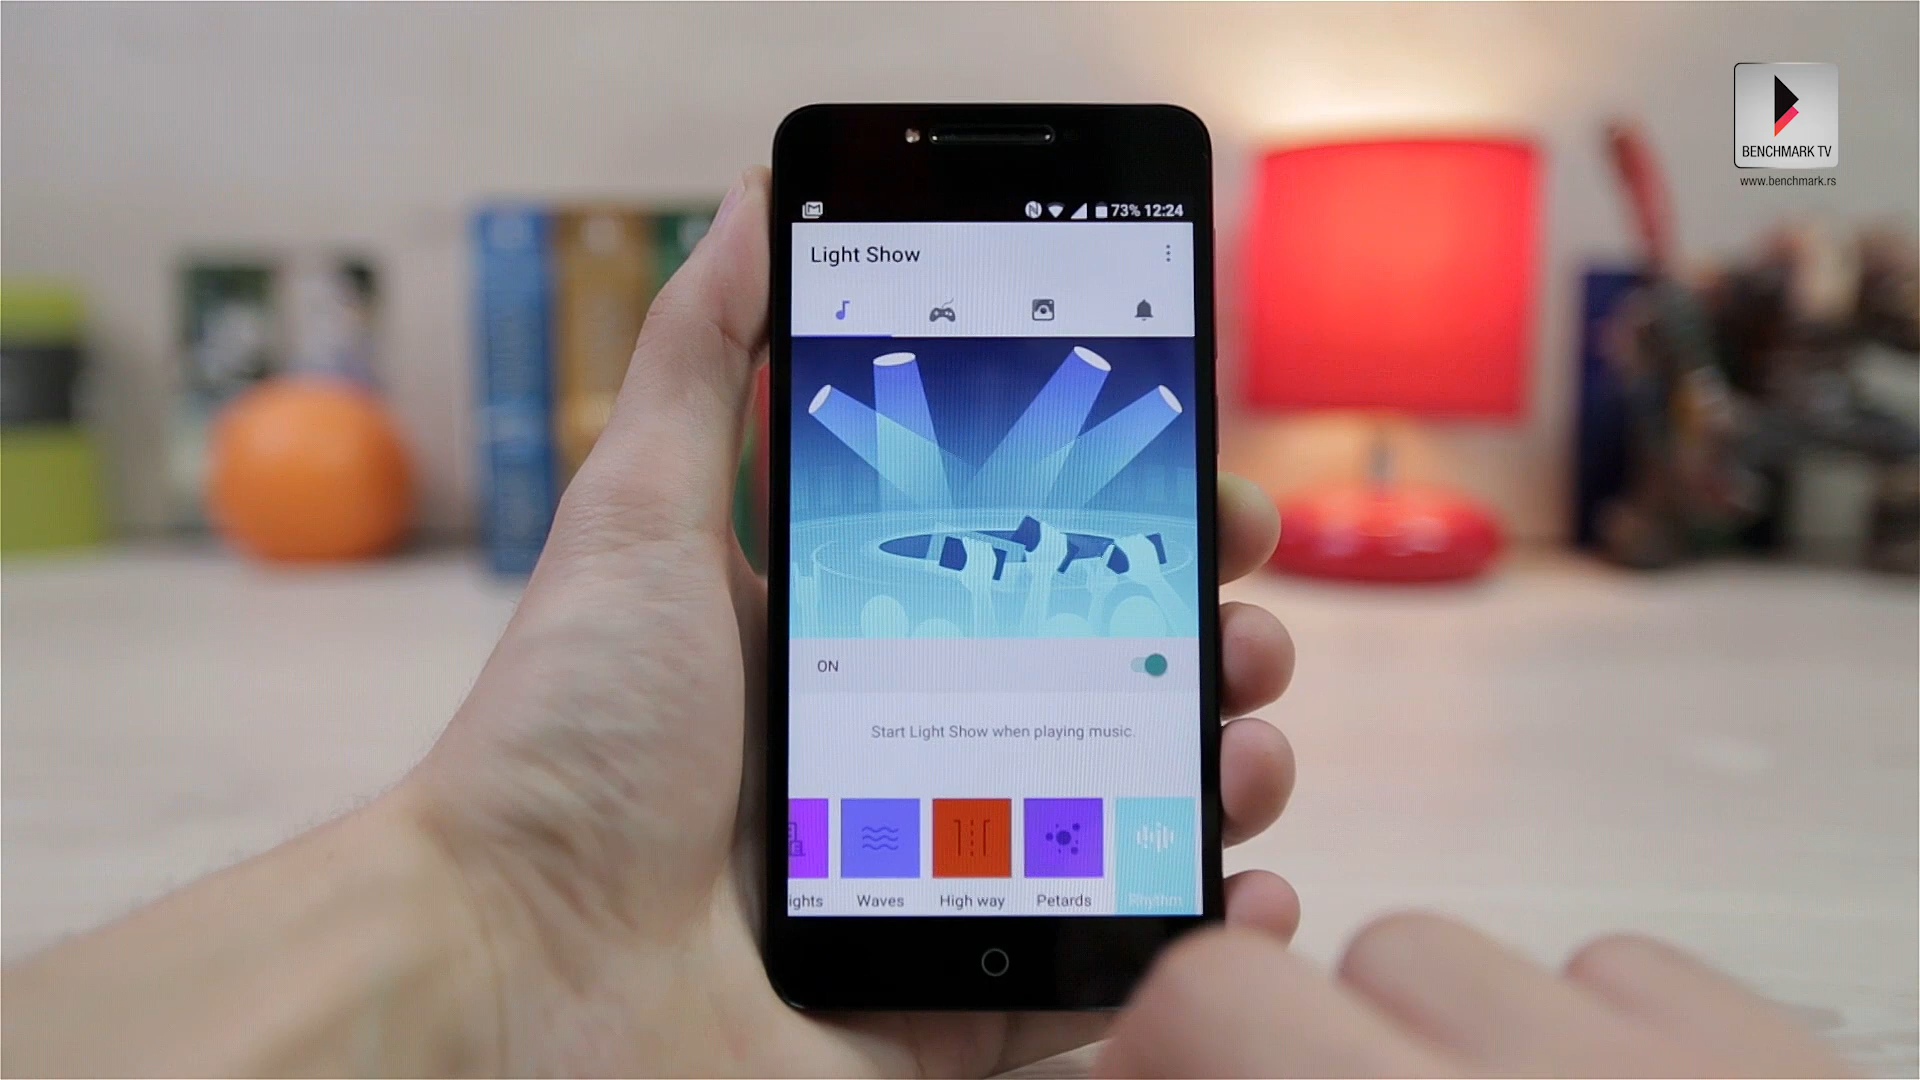 BENCHMARK TV
www.benchmark.rs
73% 12:24
Light Show
ON
Start Light Show when playing music.
ights Waves High way Petards Rhythm